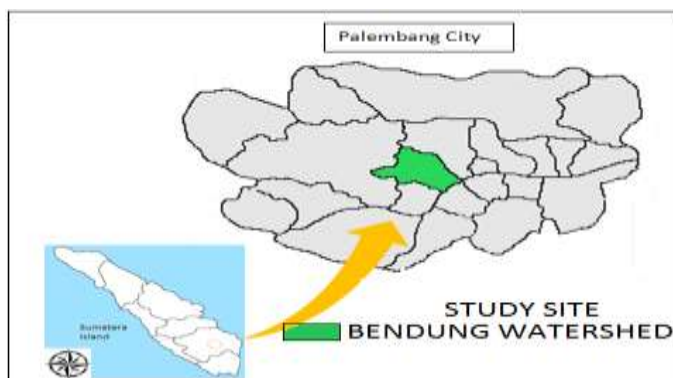 Palembang City
Sumatera
Island
STUDY SITE
BENDUNG WATERSHED